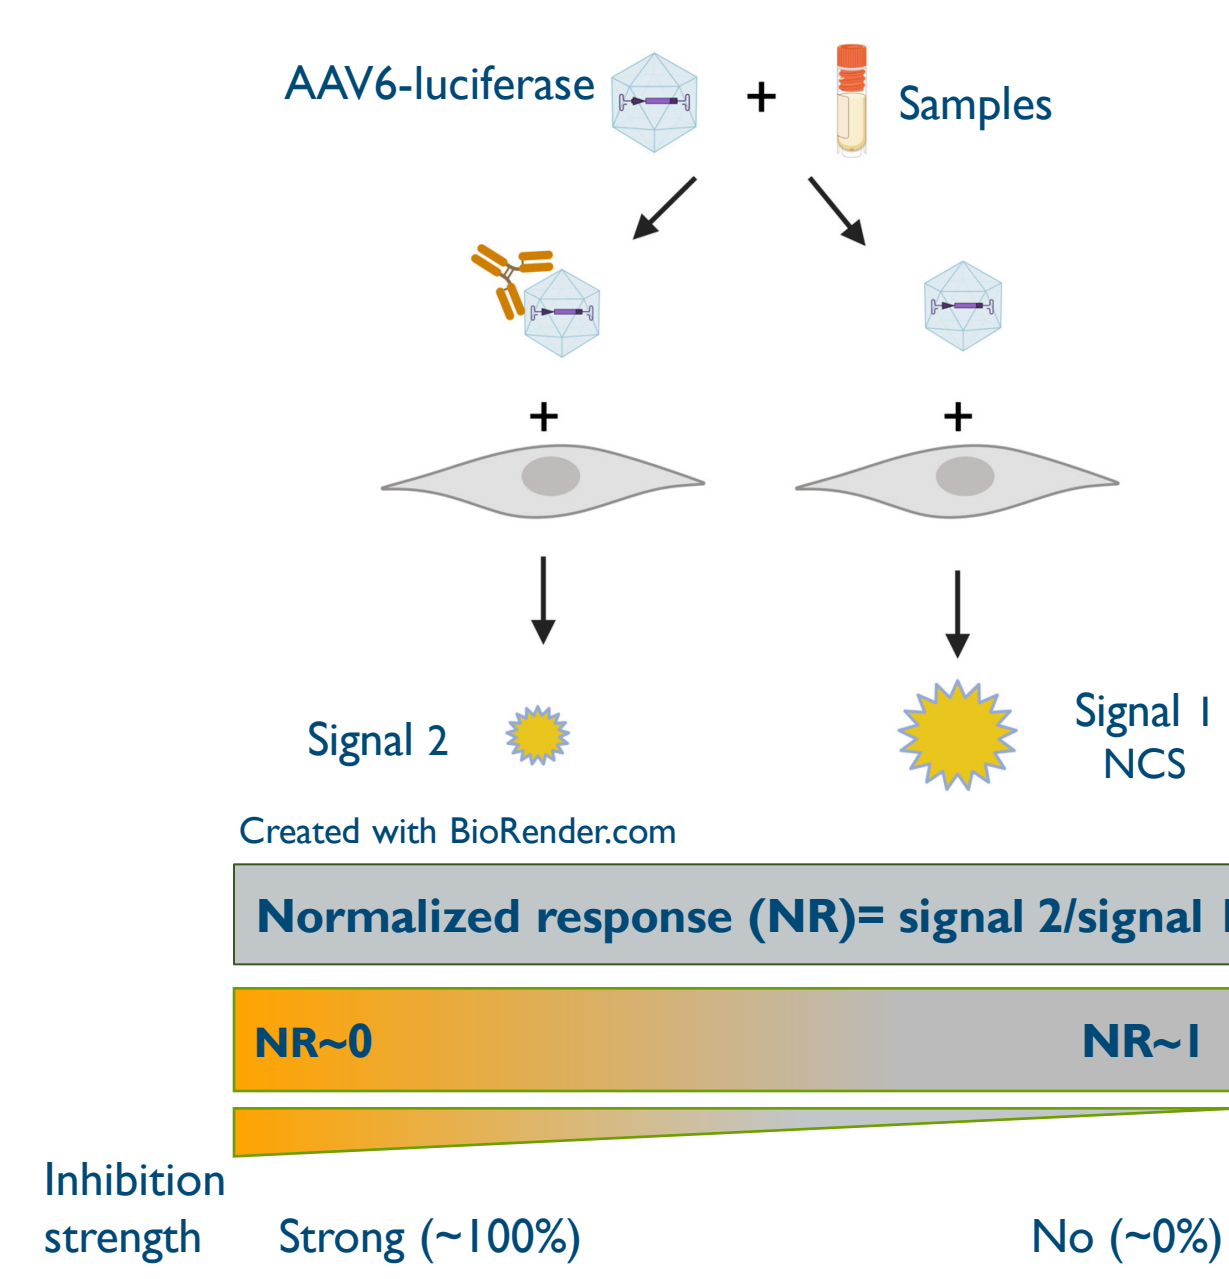 AAV6-luciferase + Samples
+ +
Signal 2
Signal 1
NCS
Created with BioRender.com
Normalized response (NR)= signal 2/signal 1
NR~0 NR~1
Inhibition
strength Strong (~100%) No (~0%)